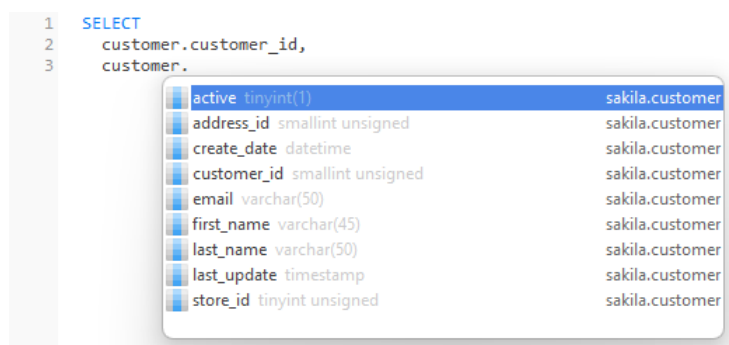 1 SELECT
2 customer.customer_id,
3 customer.
active tinyint(1) sakila.customer
address_id smallint unsigned sakila.customer
create_date datetime sakila.customer
customer_id smallint unsigned sakila.customer
email varchar(50) sakila.customer
first_name varchar(45) sakila.customer
last_name varchar(50) sakila.customer
last_update timestamp sakila.customer
store_id tinyint unsigned sakila.customer